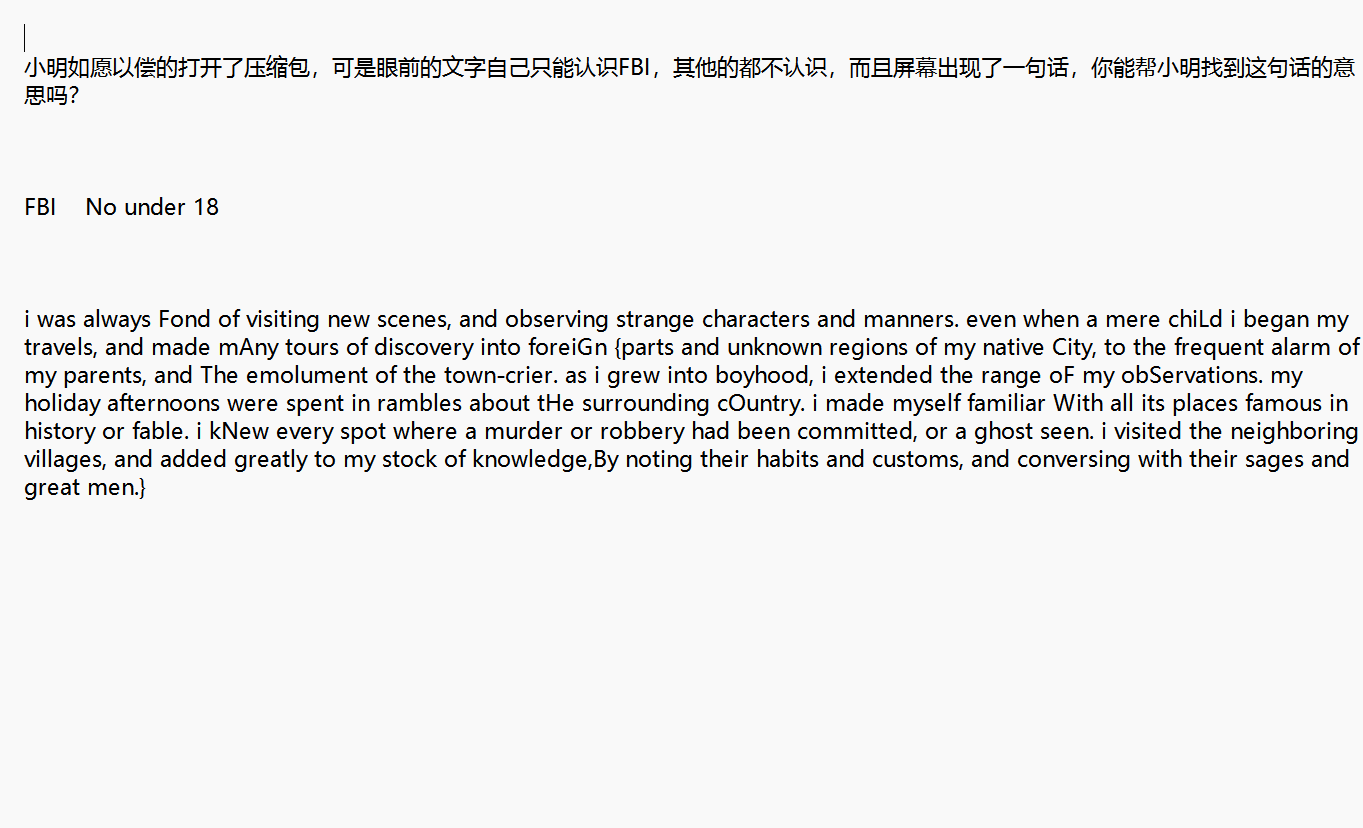 小明如愿以偿的打开了压缩包，可是眼前的文字自己只能认识FBI，其他的都不认识，而且屏幕出现了一句话，你能帮小明找到这句话的意
思吗？
FBI No under 18
i was always Fond of visiting new scenes, and observing strange characters and manners. even when a mere chiLd i began my
travels, and made mAny tours of discovery into foreiGn {parts and unknown regions of my native City, to the frequent alarm of
my parents, and The emolument of the town-crier. as i grew into boyhood, i extended the range oF my obServations. my
holiday afternoons were spent in rambles about tHe surrounding cOuntry. i made myself familiar With all its places famous in
history or fable. i kNew every spot where a murder or robbery had been committed, or a ghost seen. i visited the neighboring
villages, and added greatly to my stock of knowledge,By noting their habits and customs, and conversing with their sages and
great men.}